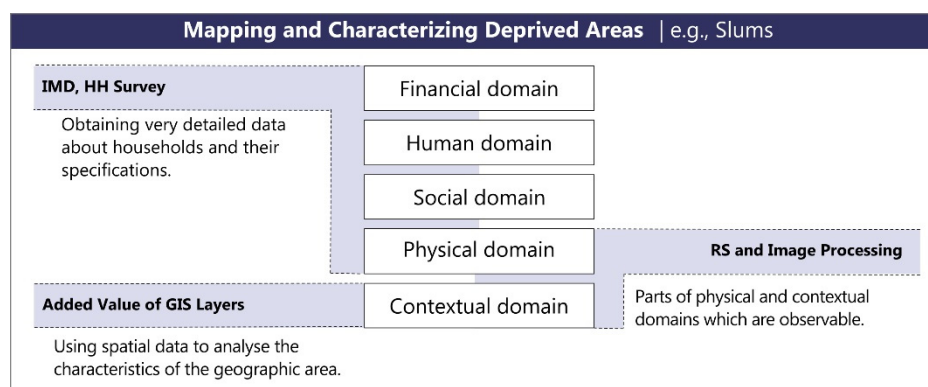 Mapping and Characterizing Deprived Areas | e.g., Slums
IMD, HH Survey
Obtaining very detailed data
about households and their
specifications.
Financial domain
Human domain
Social domain
Physical domain
Contextual domain
RS and Image Processing
Parts of physical and contextual
domains which are observable.
Added Value of GIS Layers
Using spatial data to analyse the
characteristics of the geographic area.